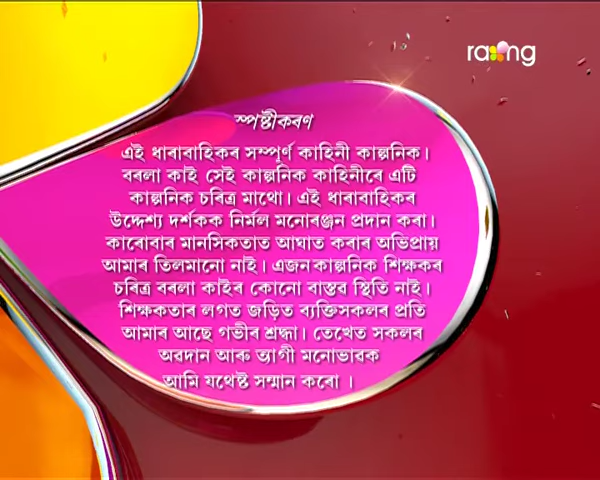 rang
স্পষ্টীকৰণ
এই ধাৰাবাহিকৰ সম্পূৰ্ণ কাহিনী কাল্পনিক।
বৰলা কাই সেই কাল্পনিক কাহিনীৰে এটি
কাল্পনিক চৰিত্ৰ মাথো। এই ধাৰাবাহিকৰ
উদ্দেশ্য দৰ্শকক নিৰ্মল মনোৰঞ্জন প্ৰদান কৰা।
কাৰোবাৰ মানসিকতাত আঘাত কৰাৰ অভিপ্ৰায়
আমাৰ তিলমানো নাই। এজন কাল্পনিক শিক্ষকৰ
চৰিত্ৰ বৰলা কাইৰ কোনো বাস্তৱ স্থিতি নাই।
শিক্ষকতাৰ লগত জড়িত ব্যক্তিসকলৰ প্ৰতি
আমাৰ আছে গভীৰ শ্ৰদ্ধা। তেখেত সকলৰ
অৱদান আৰু ত্যাগী মনোভাৱক
আমি যথেষ্ট সন্মান কৰো ।